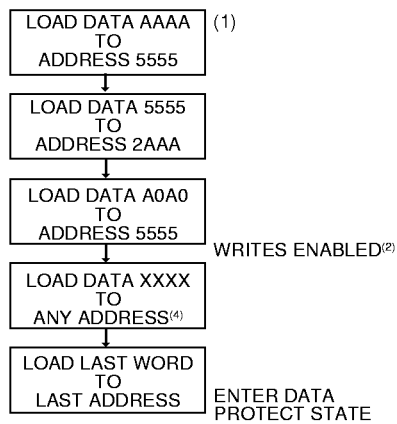 LOAD DATA AAAA
TO
ADDRESS 5555
(1)
LOAD DATA 5555
TO
ADDRESS 2AAA
LOAD DATA A0A0
TO
ADDRESS 5555
WRITES ENABLED(2)
LOAD DATA XXXX
TO
ANY ADDRESS(4)
LOAD LAST WORD
TO
LAST ADDRESS
ENTER DATA
PROTECT STATE